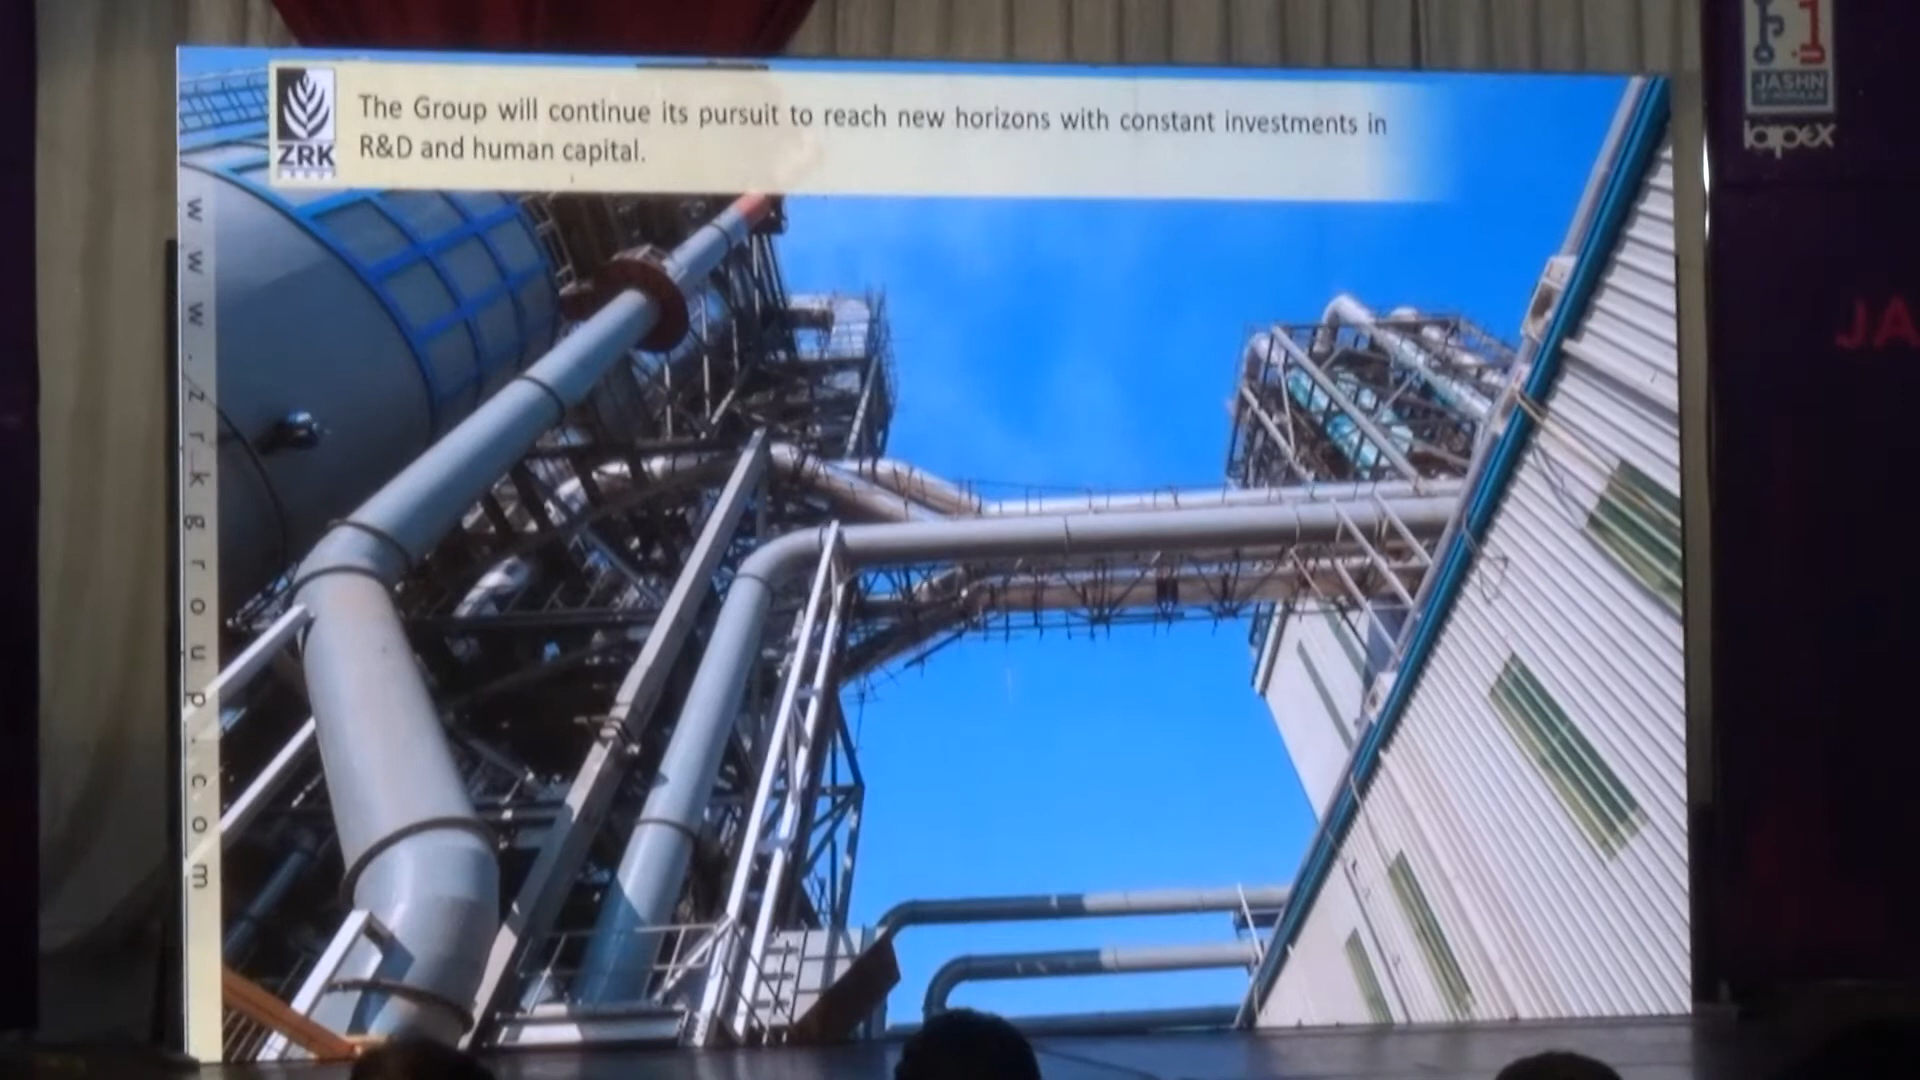 The Group will continue its pursuit to reach new horizons with constant investments in
R&D and human capital.
ZRK
GROUP
www.zrkgroup.com
JASHN
lapex
JA